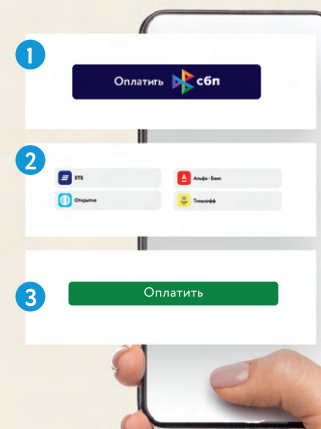 1
Оплатить сбп
2
ВТБ
Альфа - Банк
Открытие
Тинькофф
3
Оплатить